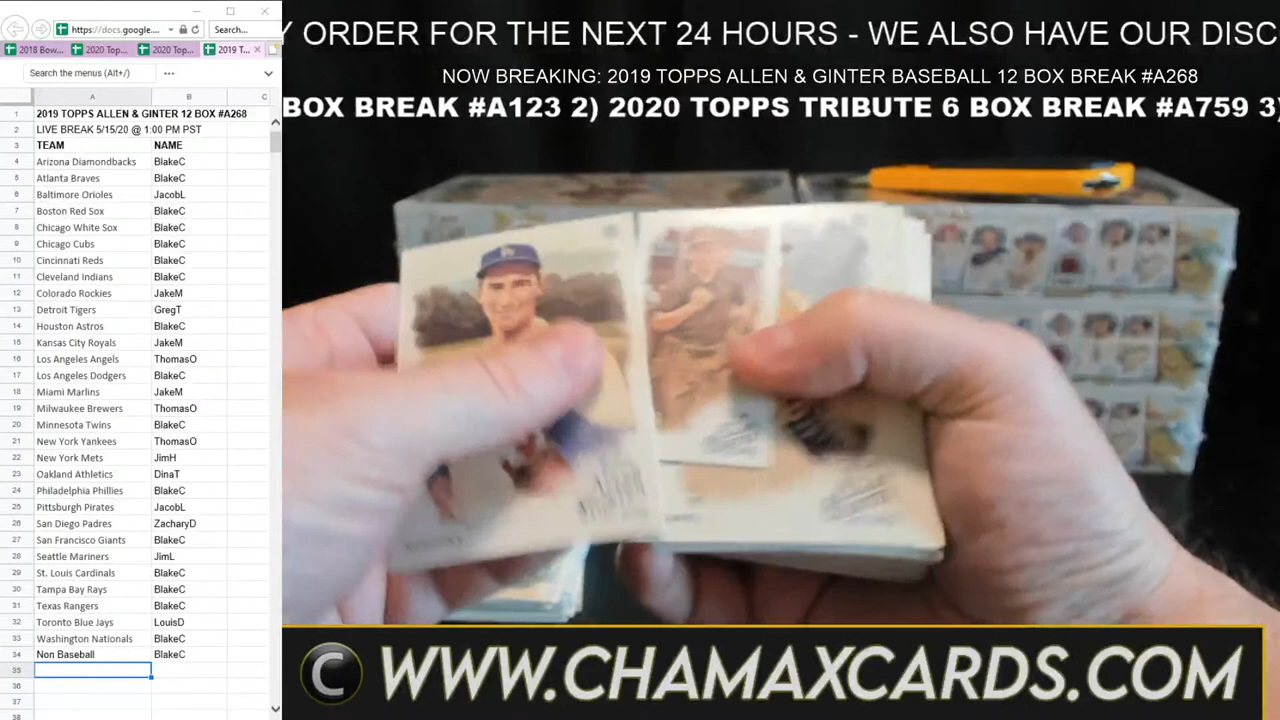 https://docs.google....
Search...
2018 Bow...
2020 Topp...
2020 Top...
2019 T...
Search the menus (Alt+/)
A B C
1 2019 TOPPS ALLEN & GINTER 12 BOX #A268
2 LIVE BREAK 5/15/20 @ 1:00 PM PST
3 TEAM NAME
4 Arizona Diamondbacks BlakeC
5 Atlanta Braves BlakeC
6 Baltimore Orioles JacobL
7 Boston Red Sox BlakeC
8 Chicago White Sox BlakeC
9 Chicago Cubs BlakeC
10 Cincinnati Reds BlakeC
11 Cleveland Indians BlakeC
12 Colorado Rockies JakeM
13 Detroit Tigers GregT
14 Houston Astros BlakeC
15 Kansas City Royals JakeM
16 Los Angeles Angels ThomasO
17 Los Angeles Dodgers BlakeC
18 Miami Marlins JakeM
19 Milwaukee Brewers ThomasO
20 Minnesota Twins BlakeC
21 New York Yankees ThomasO
22 New York Mets JimH
23 Oakland Athletics DinaT
24 Philadelphia Phillies BlakeC
25 Pittsburgh Pirates JacobL
26 San Diego Padres ZacharyD
27 San Francisco Giants BlakeC
28 Seattle Mariners JimL
29 St. Louis Cardinals BlakeC
30 Tampa Bay Rays BlakeC
31 Texas Rangers BlakeC
32 Toronto Blue Jays LouisD
33 Washington Nationals BlakeC
34 Non Baseball BlakeC
35
36
37
38
Y ORDER FOR THE NEXT 24 HOURS - WE ALSO HAVE OUR DISC
NOW BREAKING: 2019 TOPPS ALLEN & GINTER BASEBALL 12 BOX BREAK #A268
BOX BREAK #A123 2) 2020 TOPPS TRIBUTE 6 BOX BREAK #A759 3)
C WWW.CHAMAXCARDS.COM